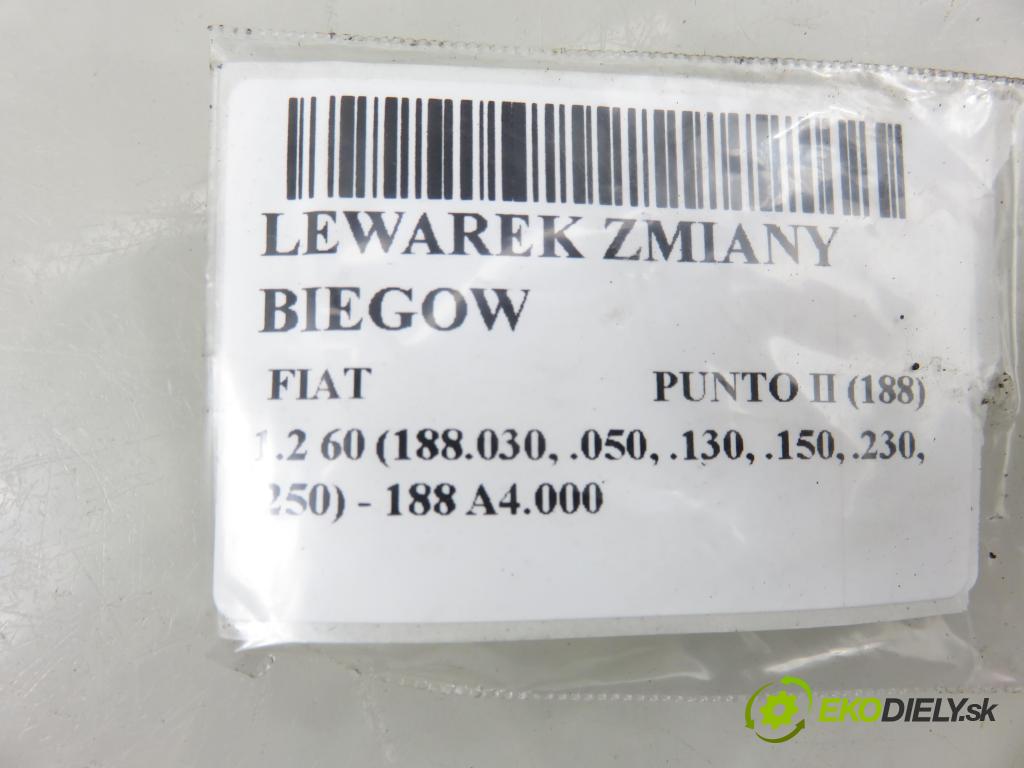 LEWAREK ZMIANY
BIEGOW
FIAT PUNTO II (188)
1.2 60 (188.030, .050, .130, .150, .230,
250) - 188 A4.000
EKODIELY.sk